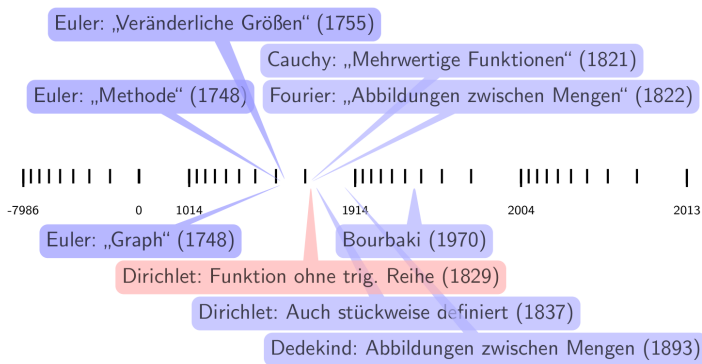 Euler: „Veränderliche Größen“ (1755)
Cauchy: „Mehrwertige Funktionen“ (1821)
Euler: „Methode“ (1748)
Fourier: „Abbildungen zwischen Mengen“ (1822)
-7986 0 1014 1914 2004 2013
Euler: „Graph“ (1748)
Bourbaki (1970)
Dirichlet: Funktion ohne trig. Reihe (1829)
Dirichlet: Auch stückweise definiert (1837)
Dedekind: Abbildungen zwischen Mengen (1893)